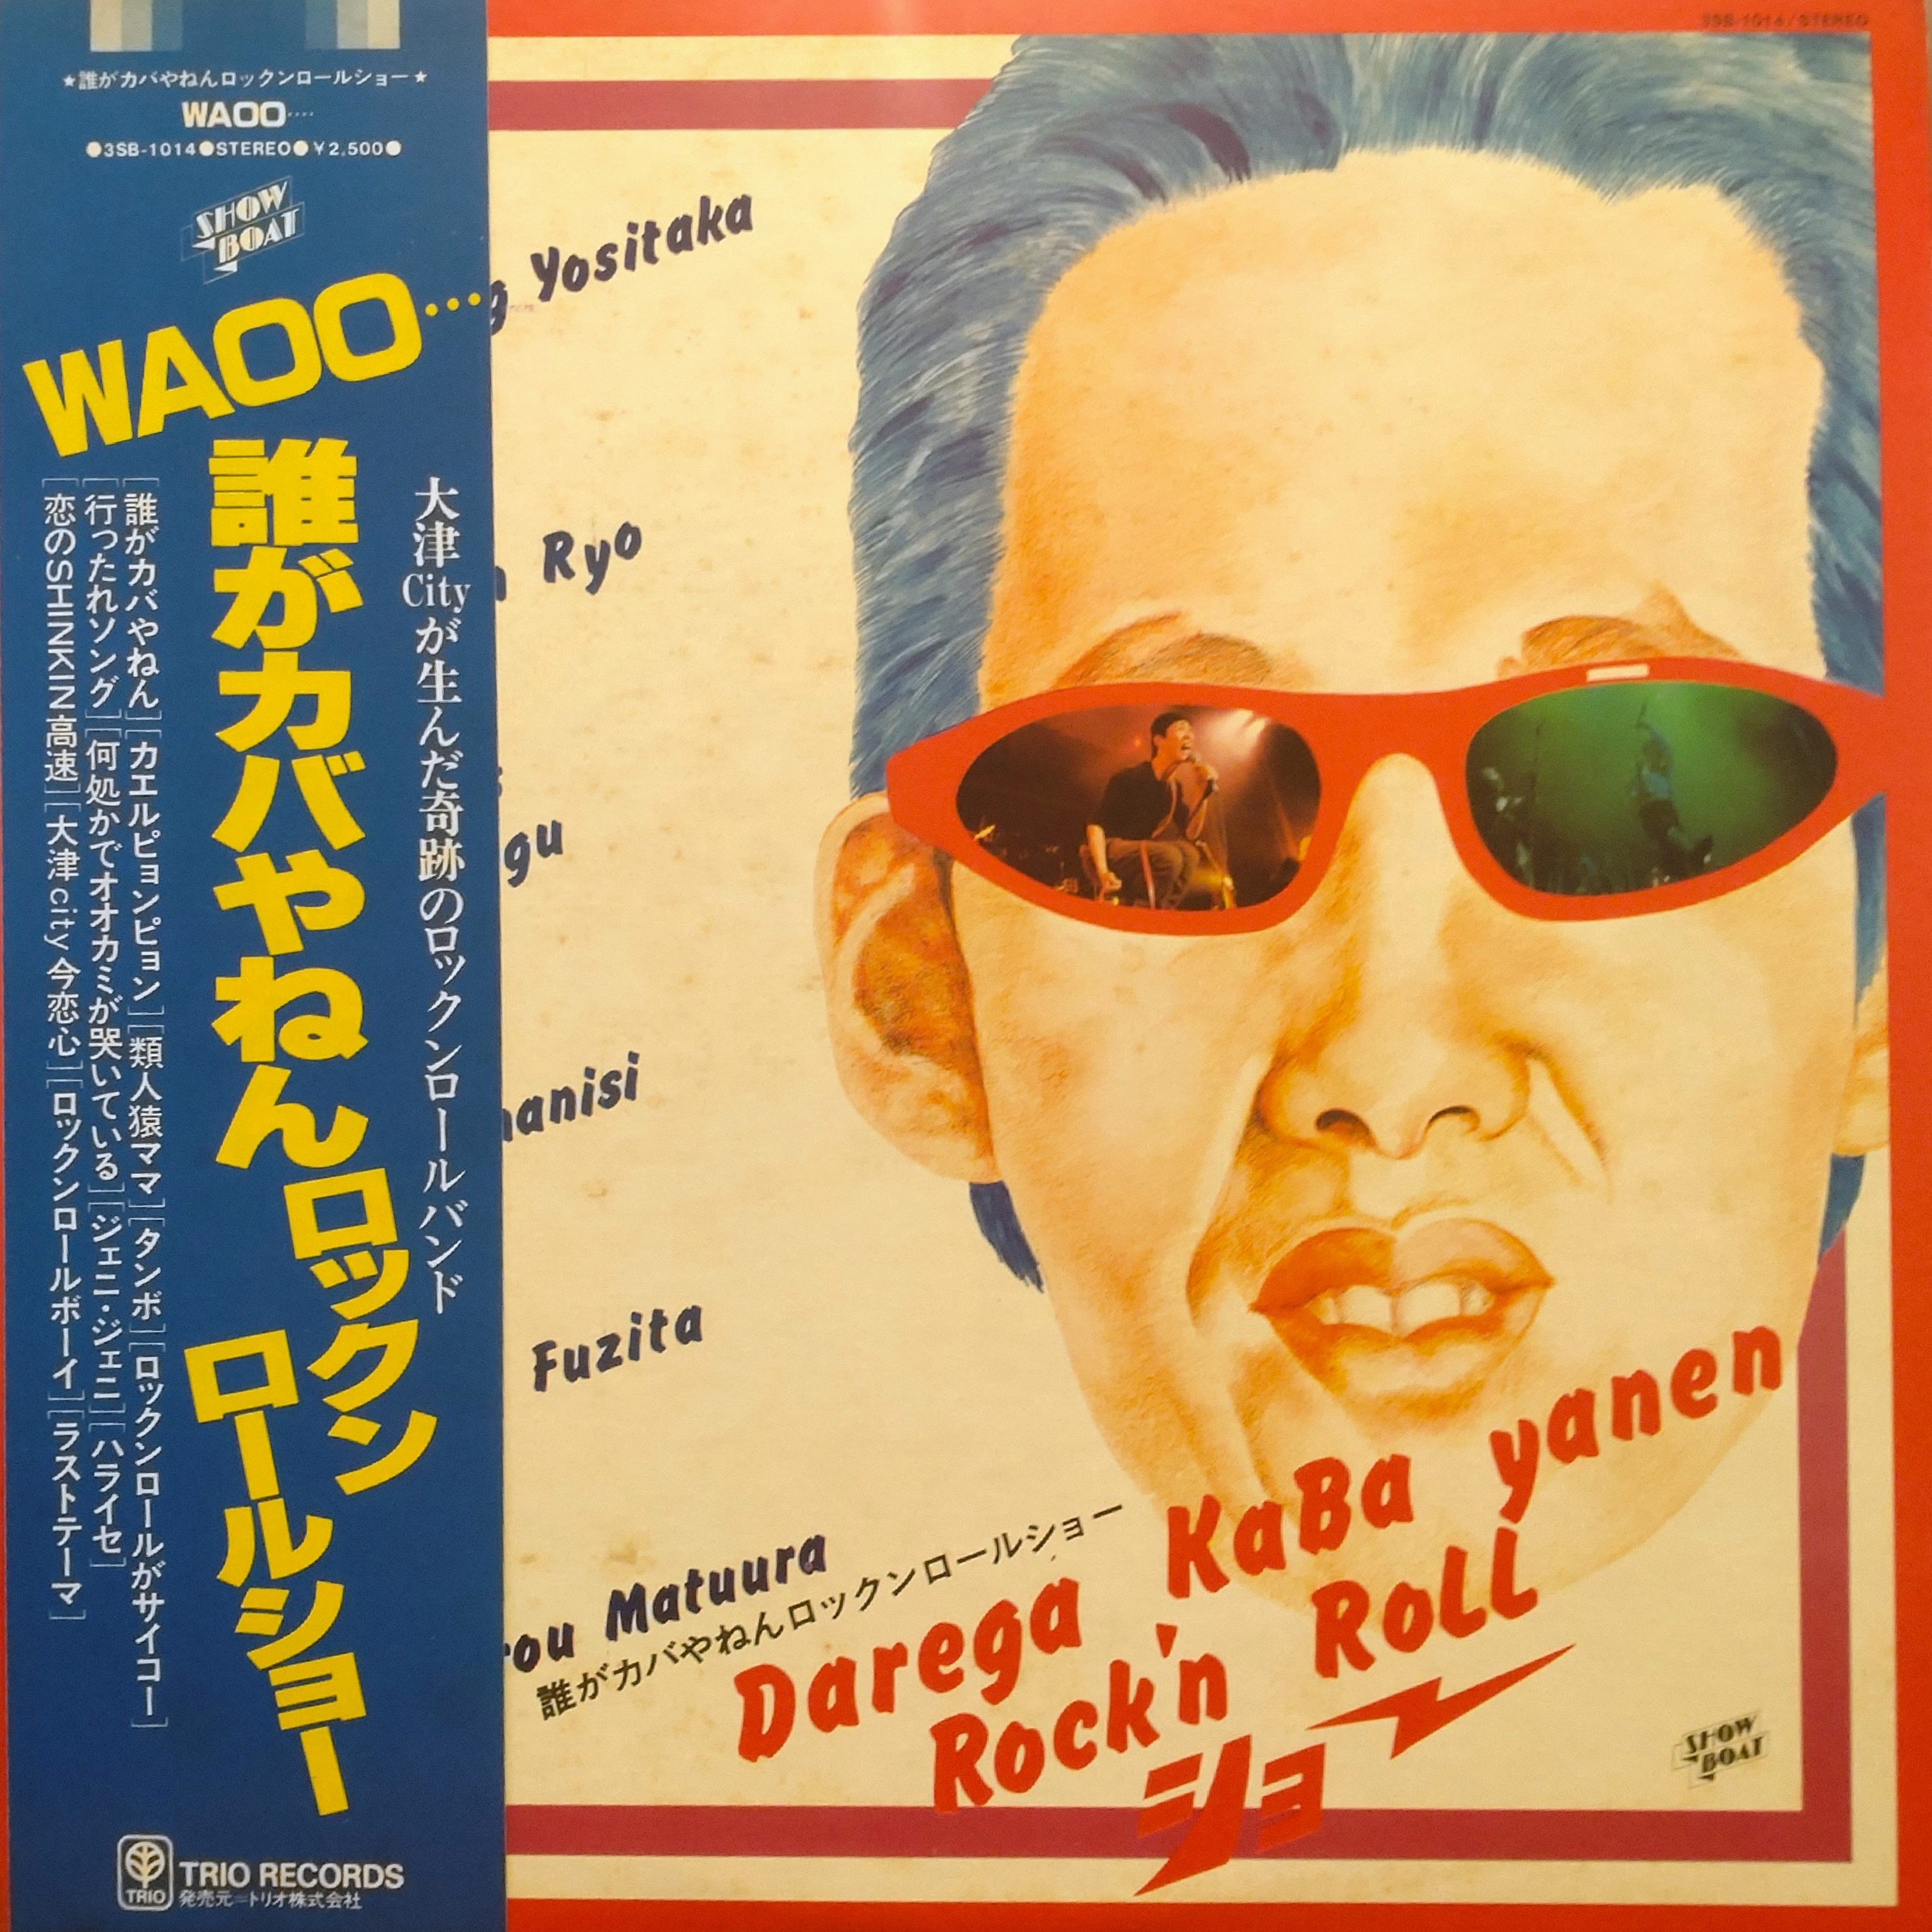 ★誰がカバやねんロックンロールショー★
WAOO····
●3SB-1014●STEREO●￥2,500●
SHOW
BOAT
WAOO…
大津Cityが生んだ奇跡のロックンロールバンド
誰がカバやねんロックン
ロールショー
[誰がカバやねん][カエルピョンピョン][類人猿ママ][タンボ][ロックンロールがサイコー]
[行ったれソング][何処かでオオカミが哭いている][ジェニ・ジェニ][ハライセ]
[恋のSHINKIN高速][大津city今恋心][ロックンロールボーイ][ラストテーマ]
TRIO
TRIO RECORDS
発売元=トリオ株式会社
3SB-1014/STEREO
g Yositaka
Ryo
gu
anisi
Fuzita
rou Matuura
誰がカバやねんロックンロールショー
Darega KaBa yanen
Rock'n RoLL
ショー
SHOW
BOAT